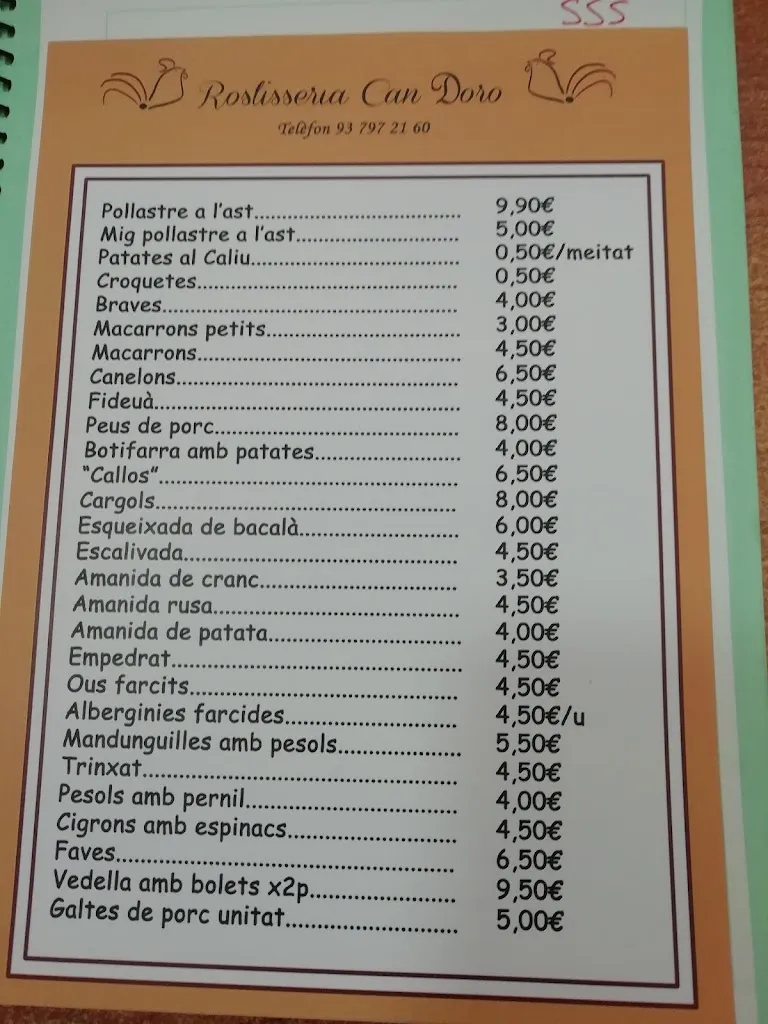 SSS
Rostisseria Can Doro
Telèfon 93 797 21 60
Pollastre a l'ast.................................... 9,90€
Mig pollastre a l'ast............................. 5,00€
Patates al Caliu..................................... 0,50€/meitat
Croquetes............................................. 0,50€
Braves................................................... 4,00€
Macarrons petits.................................. 3,00€
Macarrons............................................. 4,50€
Canelons................................................ 6,50€
Fideuà.................................................... 4,50€
Peus de porc.......................................... 8,00€
Botifarra amb patates......................... 4,00€
"Callos".................................................. 6,50€
Cargols................................................... 8,00€
Esqueixada de bacalà........................... 6,00€
Escalivada.............................................. 4,50€
Amanida de cranc................................. 3,50€
Amanida rusa......................................... 4,50€
Amanida de patata................................ 4,00€
Empedrat................................................ 4,50€
Ous farcits............................................. 4,50€
Alberginies farcides............................. 4,50€/u
Mandunguilles amb pesols..................... 5,50€
Trinxat.................................................... 4,50€
Pesols amb pernil................................... 4,00€
Cigrons amb espinacs............................ 4,50€
Faves....................................................... 6,50€
Vedella amb bolets x2p......................... 9,50€
Galtes de porc unitat............................ 5,00€